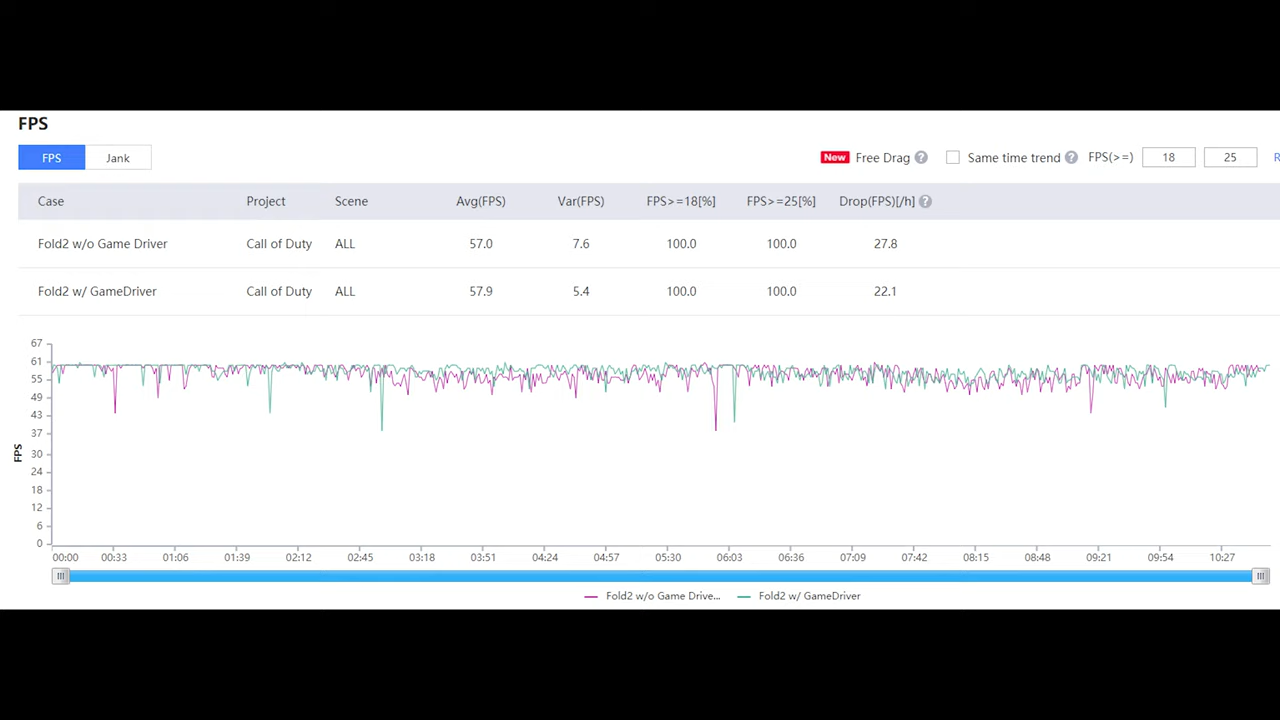 FPS
FPS Jank New Free Drag ? Same time trend ? FPS(>=) 18 25
Case Project Scene Avg(FPS) Var(FPS) FPS>=18[%] FPS>=25[%] Drop(FPS)[/h] ?
Fold2 w/o Game Driver Call of Duty ALL 57.0 7.6 100.0 100.0 27.8
Fold2 w/ GameDriver Call of Duty ALL 57.9 5.4 100.0 100.0 22.1
67
61
55
49
43
37
30
24
18
12
6
0
FPS
00:00 00:33 01:06 01:39 02:12 02:45 03:18 03:51 04:24 04:57 05:30 06:03 06:36 07:09 07:42 08:15 08:48 09:21 09:54 10:27
Fold2 w/o Game Drive... Fold2 w/ GameDriver